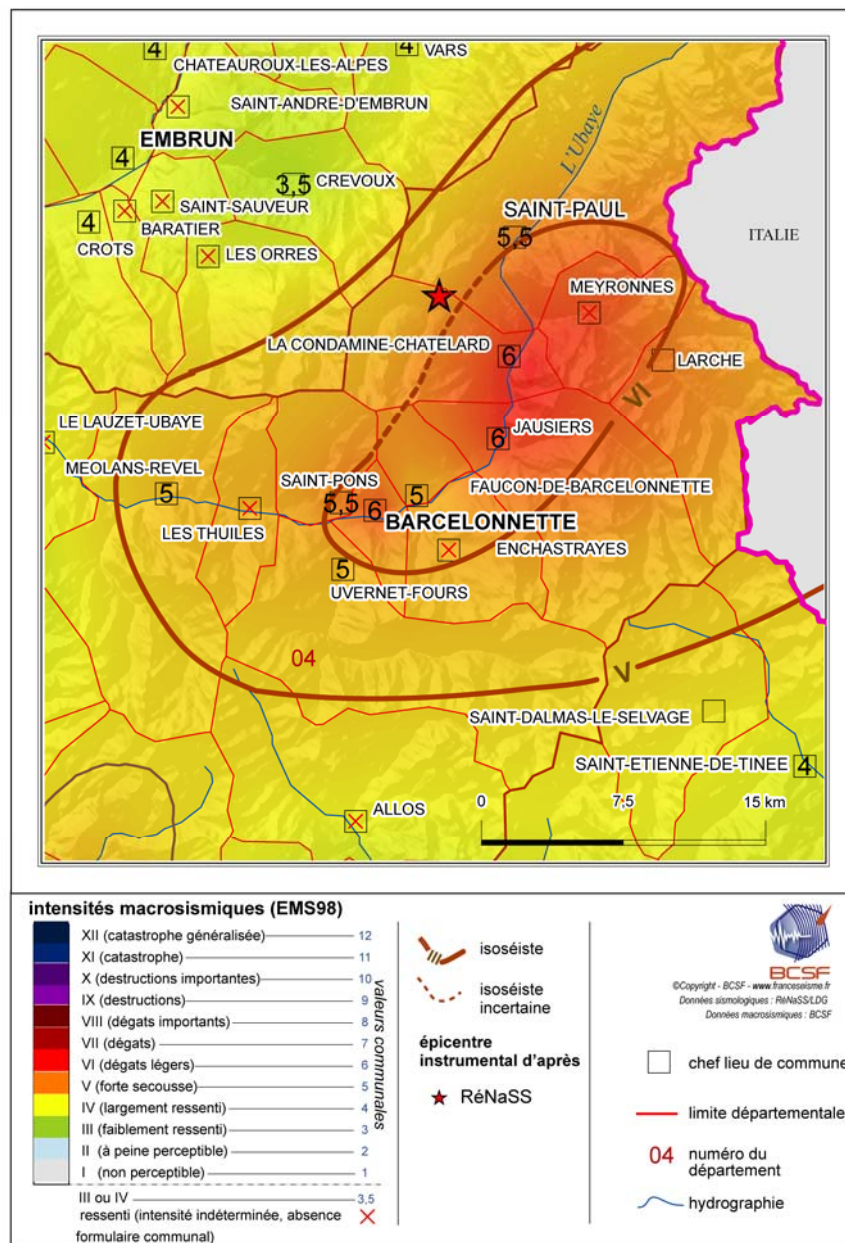 4
CHATEAUROUX-LES-ALPES
4
VARS
SAINT-ANDRE-D'EMBRUN
EMBRUN
4
L'Ubaye
3,5
CREVOUX
SAINT-SAUVEUR
BARATIER
4
CROTS
LES ORRES
SAINT-PAUL
5,5
ITALIE
MEYRONNES
LA CONDAMINE-CHATELARD
6
LARCHE
VI
LE LAUZET-UBAYE
6
JAUSIERS
MEOLANS-REVEL
5
SAINT-PONS
5,5
6
5
FAUCON-DE-BARCELONNETTE
LES THUILES
BARCELONNETTE
ENCHASTRAYES
5
UVERNET-FOURS
04
V
SAINT-DALMAS-LE-SELVAGE
SAINT-ETIENNE-DE-TINEE
4
ALLOS
0
7,5
15 km
intensités macrosismiques (EMS98)
XII (catastrophe généralisée) 12
XI (catastrophe) 11
X (destructions importantes) 10
IX (destructions) 9
VIII (dégats importants) 8
VII (dégats) 7
VI (dégats légers) 6
V (forte secousse) 5
IV (largement ressenti) 4
III (faiblement ressenti) 3
II (à peine perceptible) 2
I (non perceptible) 1
III ou IV 3,5
ressenti (intensité indéterminée, absence
formulaire communal)
valeurs communales
isoséiste
isoséiste
incertaine
épicentre
instrumental d'après
RéNaSS
BCSF
©Copyright - BCSF - www.franceseisme.fr
Données sismologiques : RéNaSS/LDG
Données macrosismiques : BCSF
chef lieu de commune
limite départementale
04
numéro du
département
hydrographie